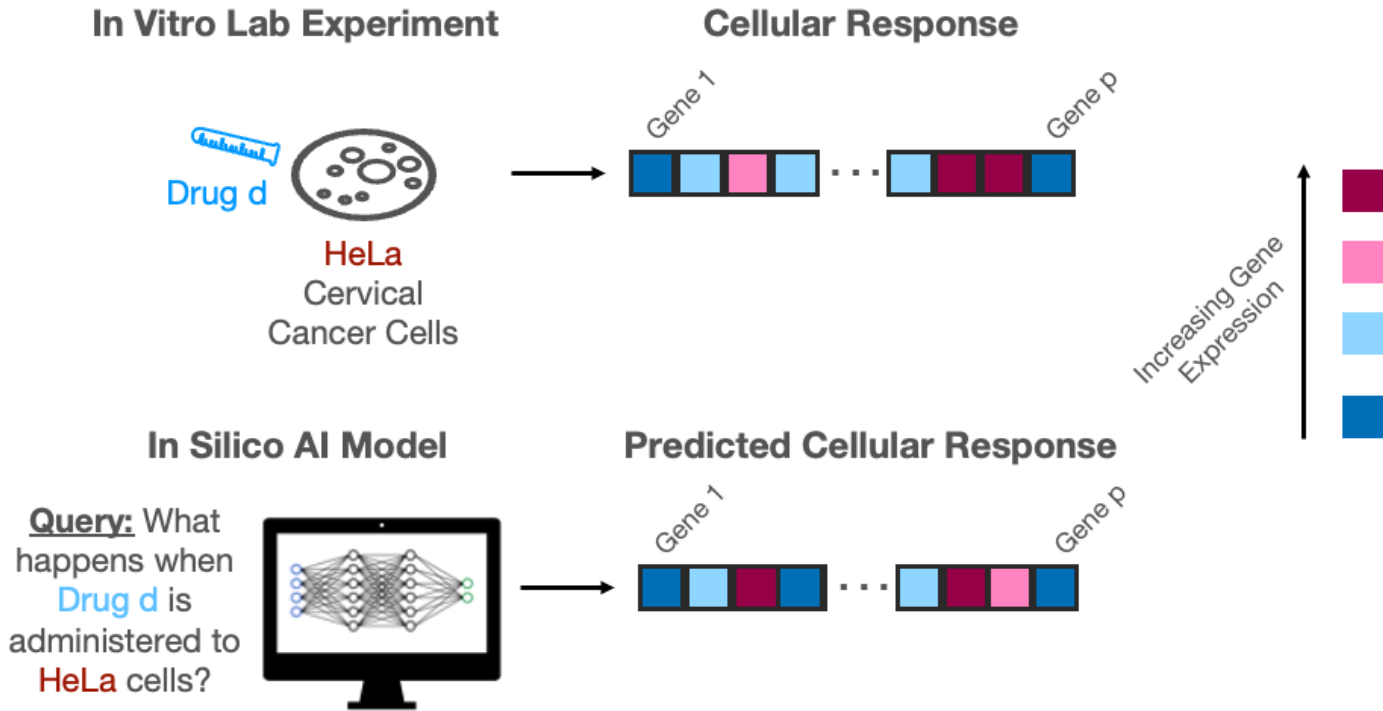 In Vitro Lab Experiment
Cellular Response
Gene 1
Gene p
Drug d
HeLa
Cervical
Cancer Cells
Increasing Gene
Expression
In Silico AI Model
Predicted Cellular Response
Query: What
happens when
Drug d is
administered to
HeLa cells?
Gene 1
Gene p